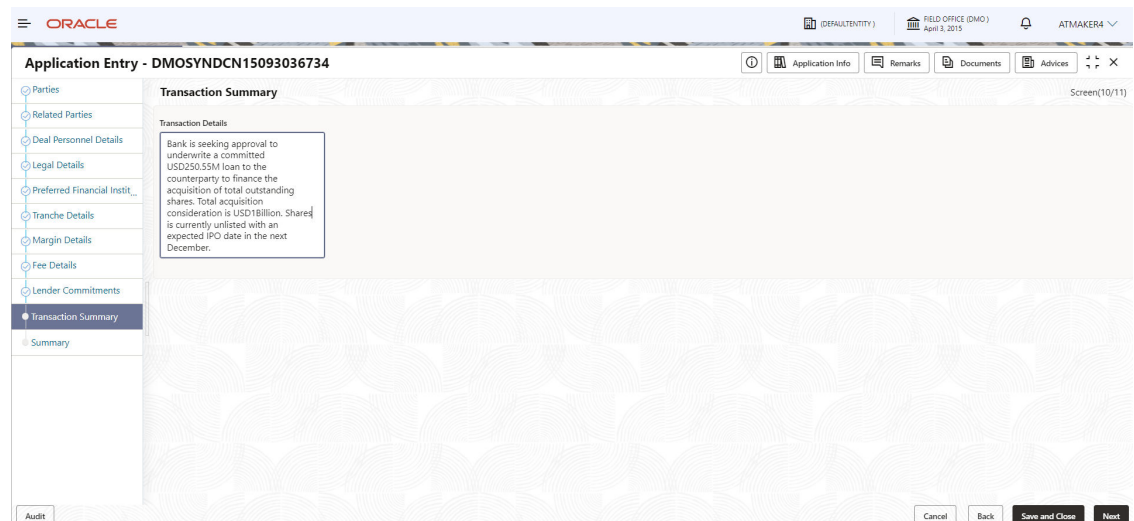 ORACLE
(DEFAULTENTITY)
FIELD OFFICE (DMO)
April 3, 2015
ATMAKER4
Application Entry - DMOSYNDCN15093036734
Application Info
Remarks
Documents
Advices
Parties
Related Parties
Deal Personnel Details
Legal Details
Preferred Financial Instit...
Tranche Details
Margin Details
Fee Details
Lender Commitments
Transaction Summary
Summary
Transaction Summary
Screen(10/11)
Transaction Details
Bank is seeking approval to
underwrite a committed
USD250.55M loan to the
counterparty to finance the
acquisition of total outstanding
shares. Total acquisition
consideration is USD1Billion. Shares
is currently unlisted with an
expected IPO date in the next
December.
Audit
Cancel
Back
Save and Close
Next